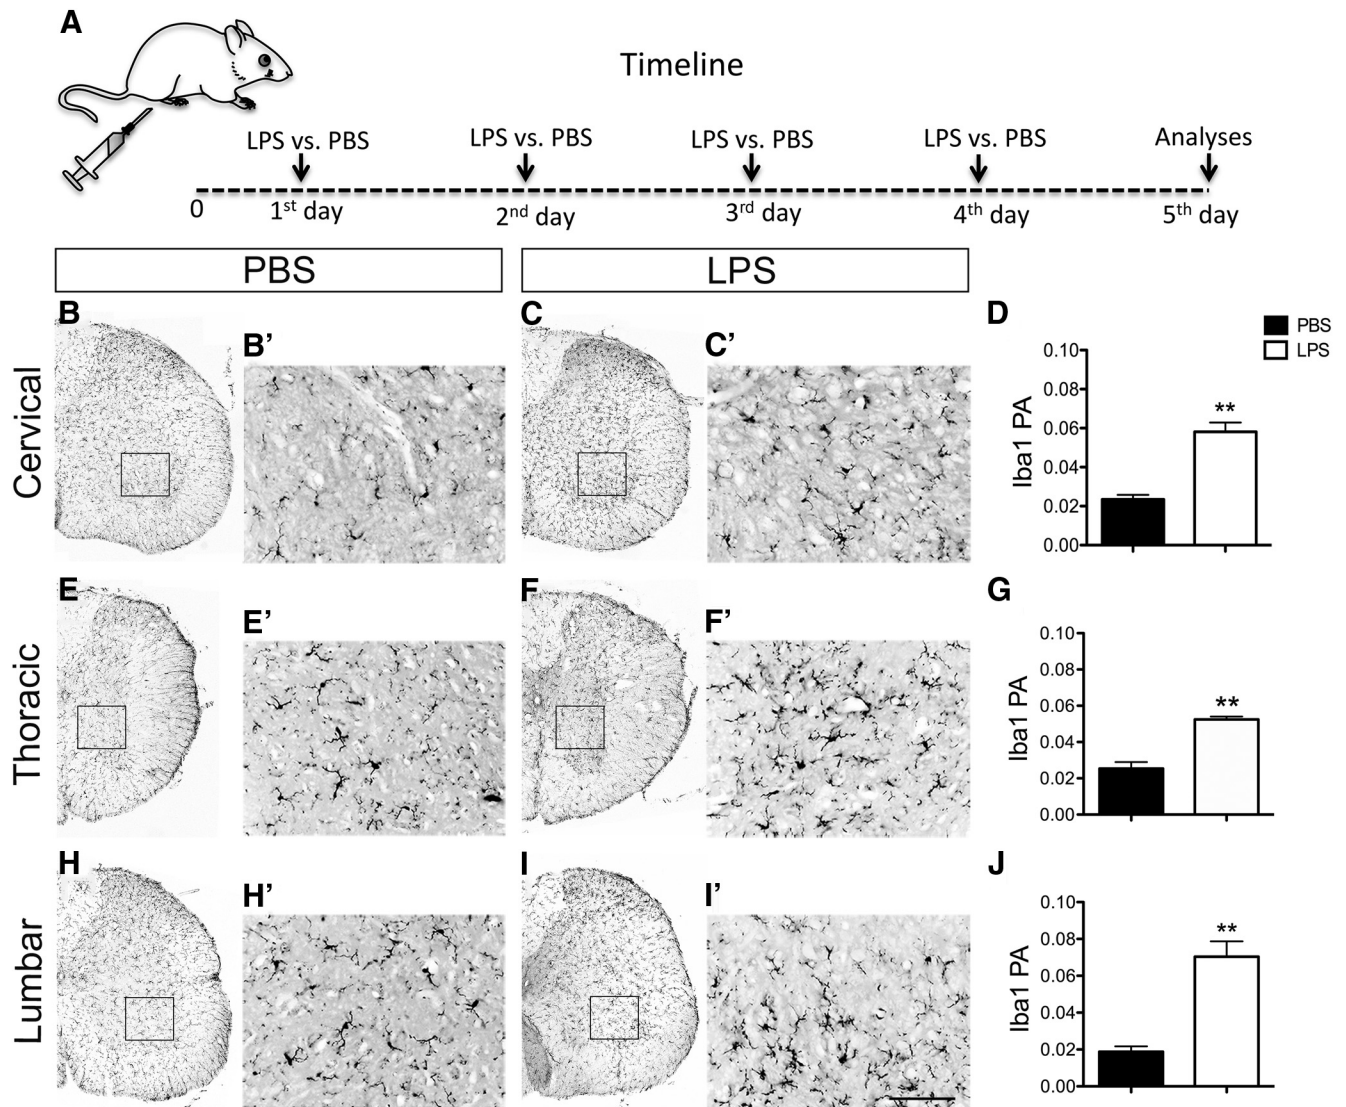 A
Timeline
LPS vs. PBS
LPS vs. PBS
LPS vs. PBS
LPS vs. PBS
Analyses
0
1st day
2nd day
3rd day
4th day
5th day
PBS
LPS
Cervical
B
B’
C
C’
D
PBS
LPS
Iba1 PA
0.10
0.08
0.06
0.04
0.02
0.00
**
Thoracic
E
E’
F
F’
G
Iba1 PA
0.10
0.08
0.06
0.04
0.02
0.00
**
Lumbar
H
H’
I
I’
J
Iba1 PA
0.10
0.08
0.06
0.04
0.02
0.00
**